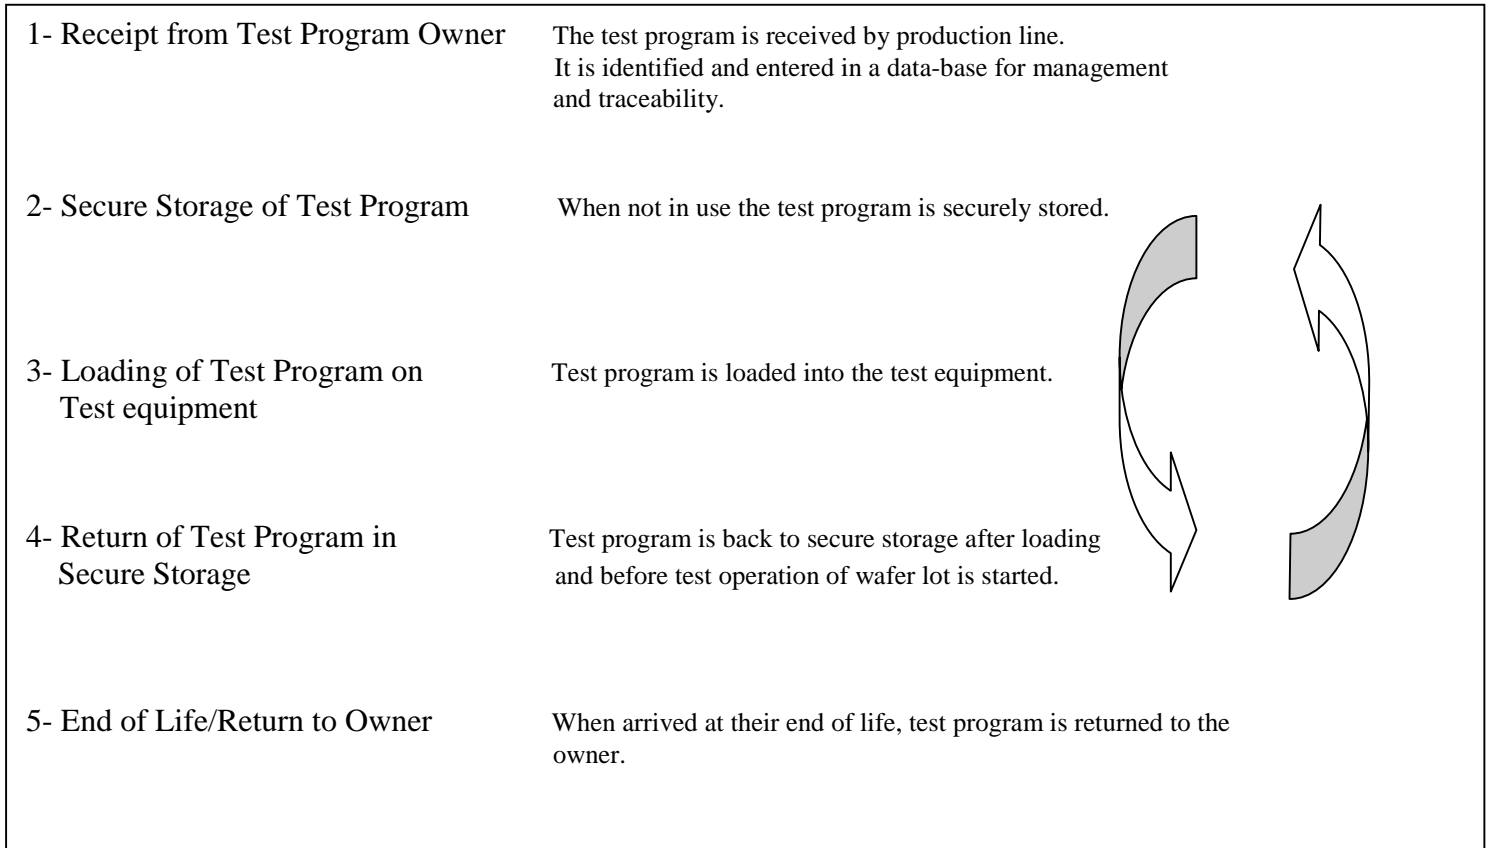 1- Receipt from Test Program Owner
The test program is received by production line.
It is identified and entered in a data-base for management
and traceability.
2- Secure Storage of Test Program
When not in use the test program is securely stored.
3- Loading of Test Program on
Test equipment
Test program is loaded into the test equipment.
4- Return of Test Program in
Secure Storage
Test program is back to secure storage after loading
and before test operation of wafer lot is started.
5- End of Life/Return to Owner
When arrived at their end of life, test program is returned to the
owner.